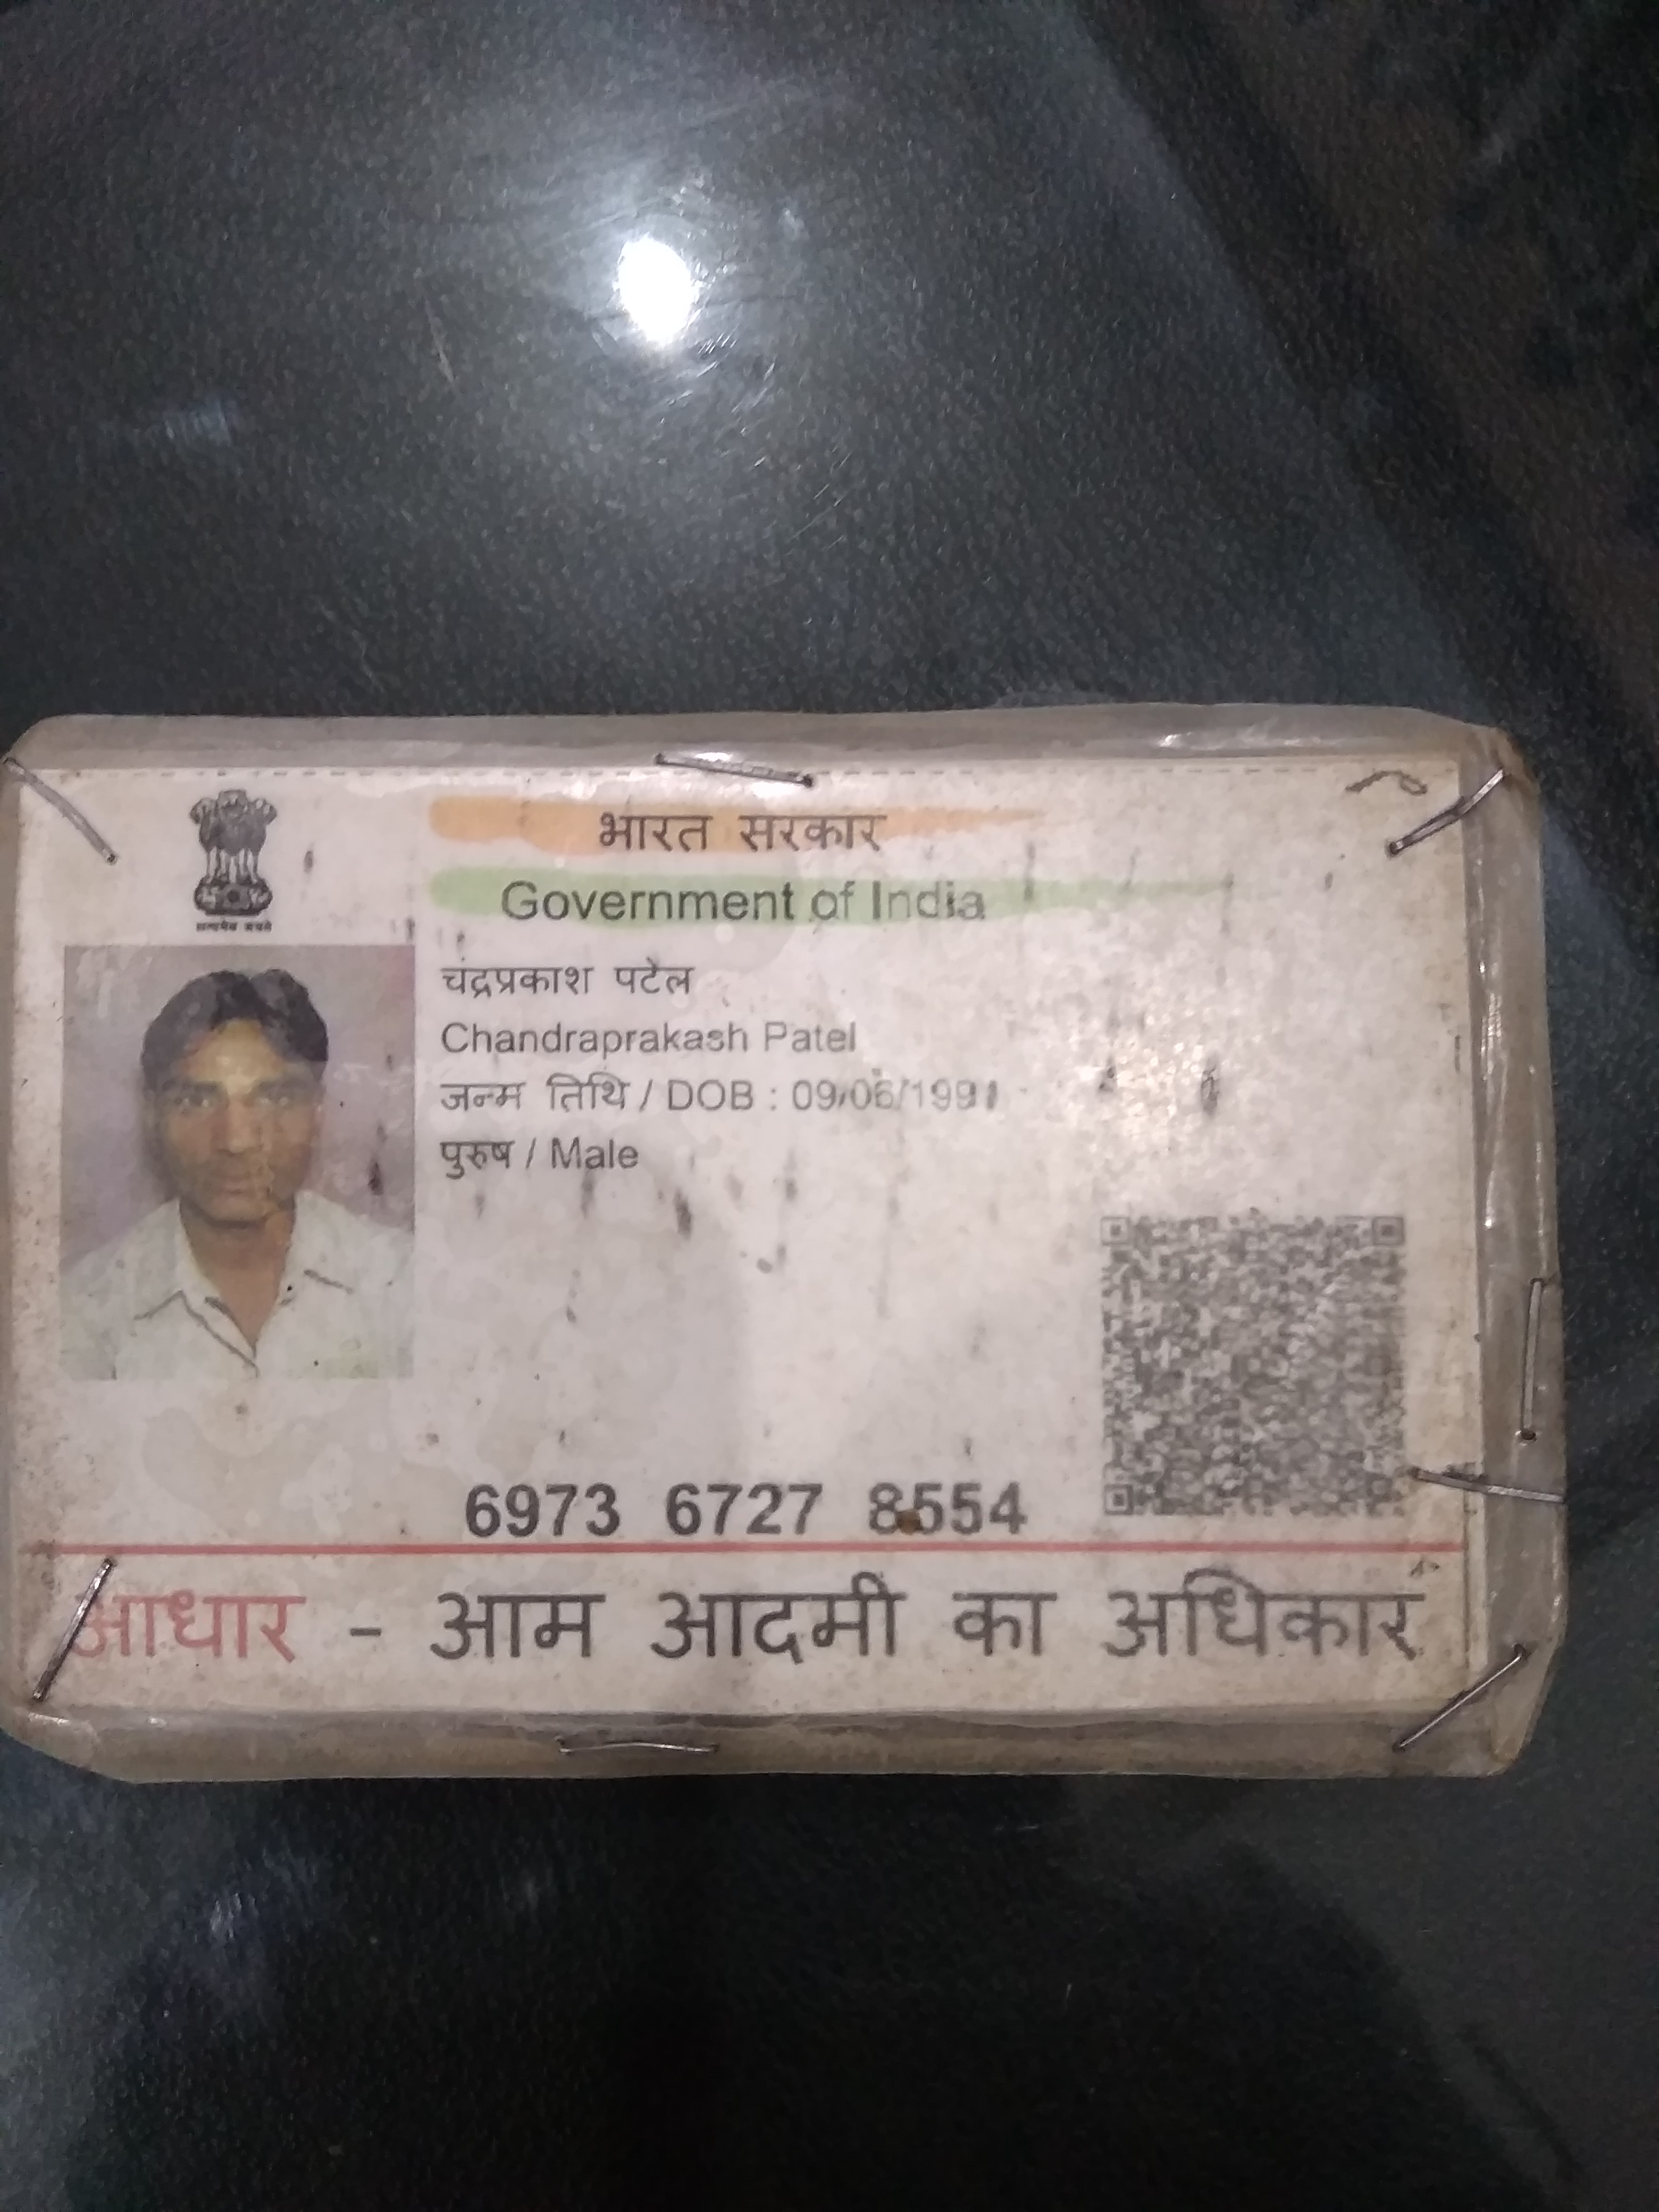 भारत सरकार
Government of India
सत्यमेव जयते
चंद्रप्रकाश पटेल
Chandraprakash Patel
जन्म तिथि / DOB : 09/06/1991
पुरुष / Male
6973 6727 8554
आधार - आम आदमी का अधिकार